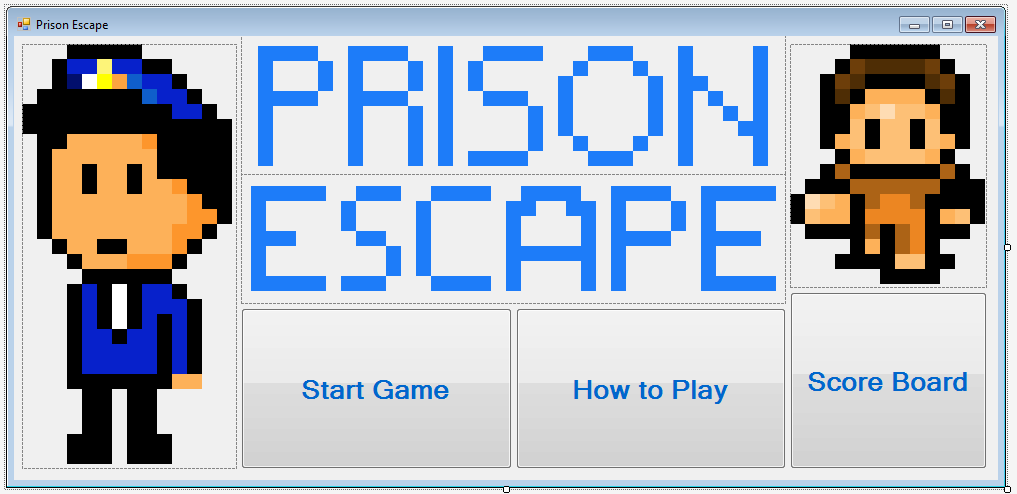 Prison Escape
PRISON
ESCAPE
Start Game
How to Play
Score Board